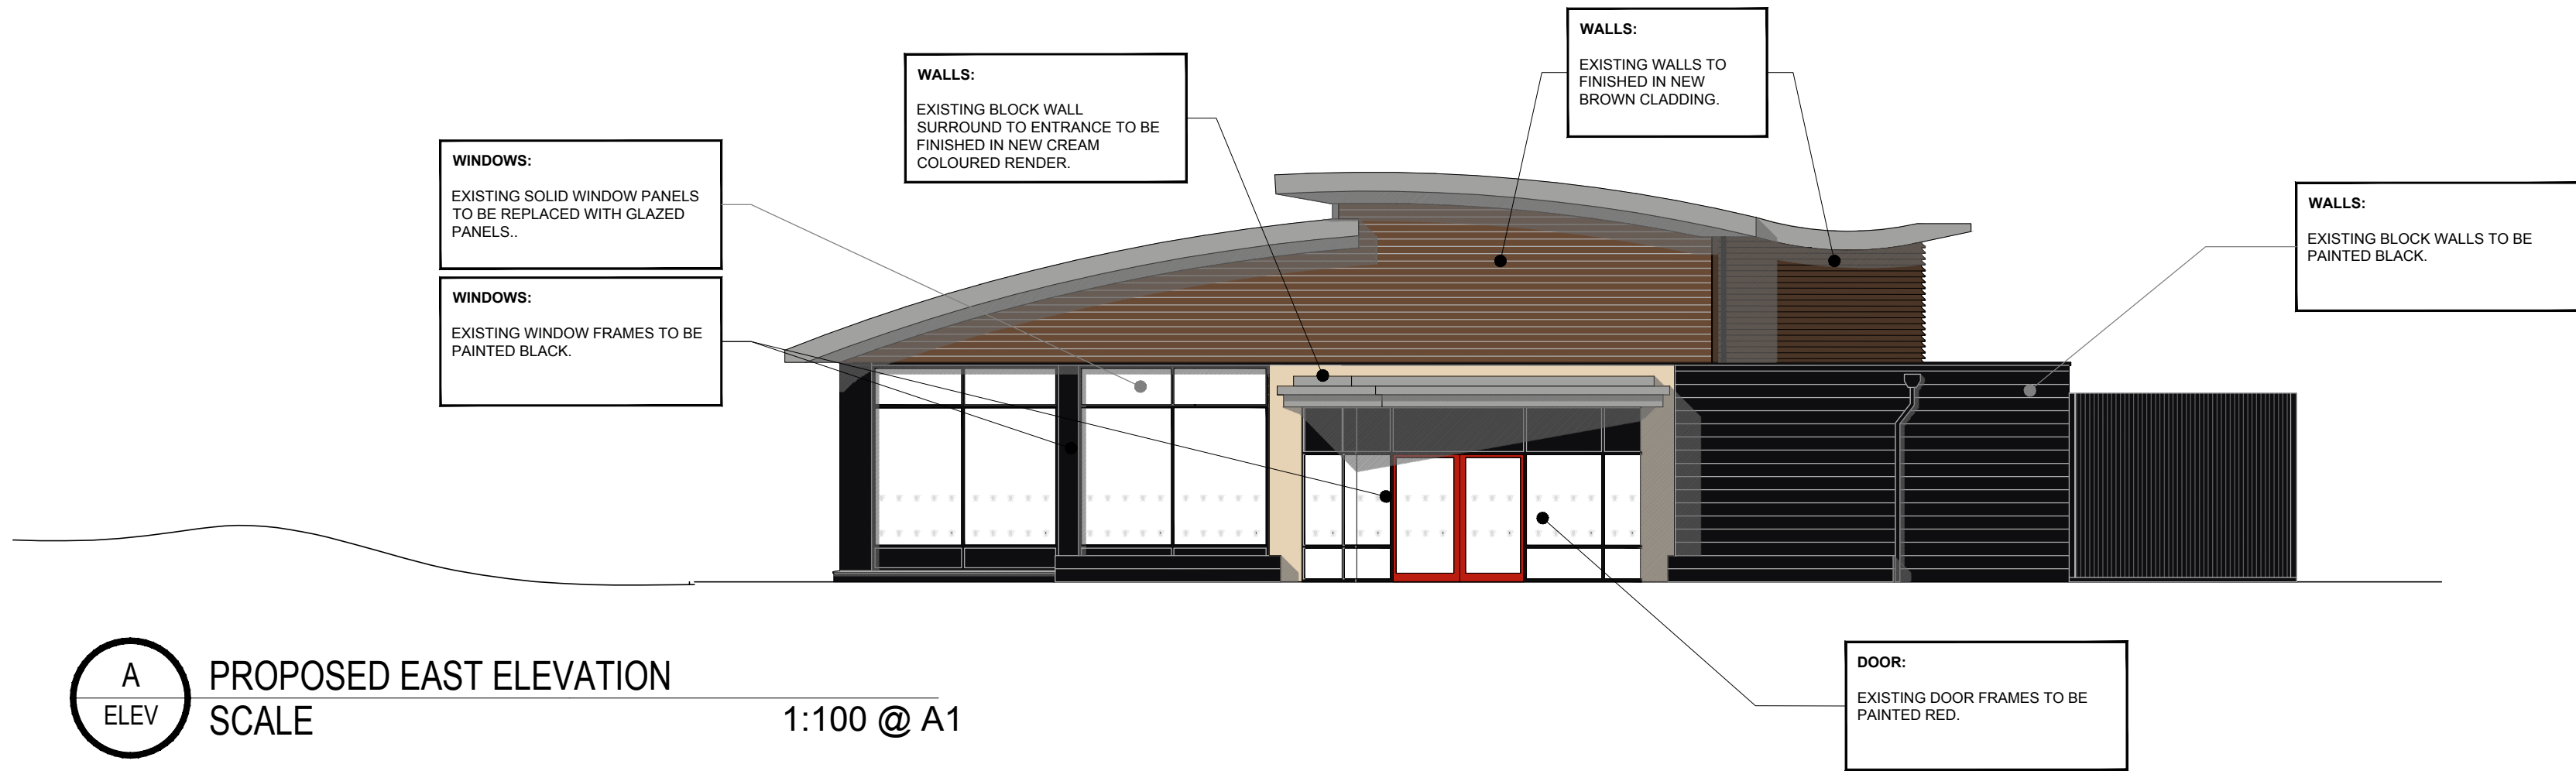 WALLS:
EXISTING WALLS TO
FINISHED IN NEW
BROWN CLADDING.
WALLS:
EXISTING BLOCK WALL
SURROUND TO ENTRANCE TO BE
FINISHED IN NEW CREAM
COLOURED RENDER.
WINDOWS:
EXISTING SOLID WINDOW PANELS
TO BE REPLACED WITH GLAZED
PANELS..
WALLS:
EXISTING BLOCK WALLS TO BE
PAINTED BLACK.
WINDOWS:
EXISTING WINDOW FRAMES TO BE
PAINTED BLACK.
DOOR:
EXISTING DOOR FRAMES TO BE
PAINTED RED.
A
ELEV
PROPOSED EAST ELEVATION
SCALE 1:100 @ A1